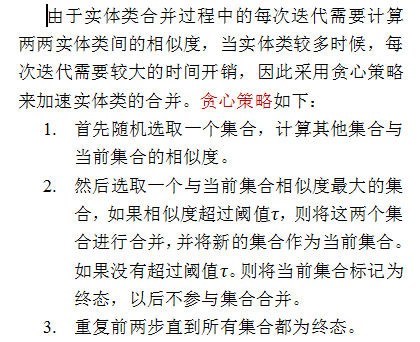 由于实体类合并过程中的每次迭代需要计算
两两实体类间的相似度，当实体类较多时候，每
次迭代需要较大的时间开销，因此采用贪心策略
来加速实体类的合并。贪心策略如下：
1. 首先随机选取一个集合，计算其他集合与
当前集合的相似度。
2. 然后选取一个与当前集合相似度最大的集
合，如果相似度超过阈值τ，则将这两个集
合进行合并，并将新的集合作为当前集合。
如果没有超过阈值τ。则将当前集合标记为
终态，以后不参与集合合并。
3. 重复前两步直到所有集合都为终态。